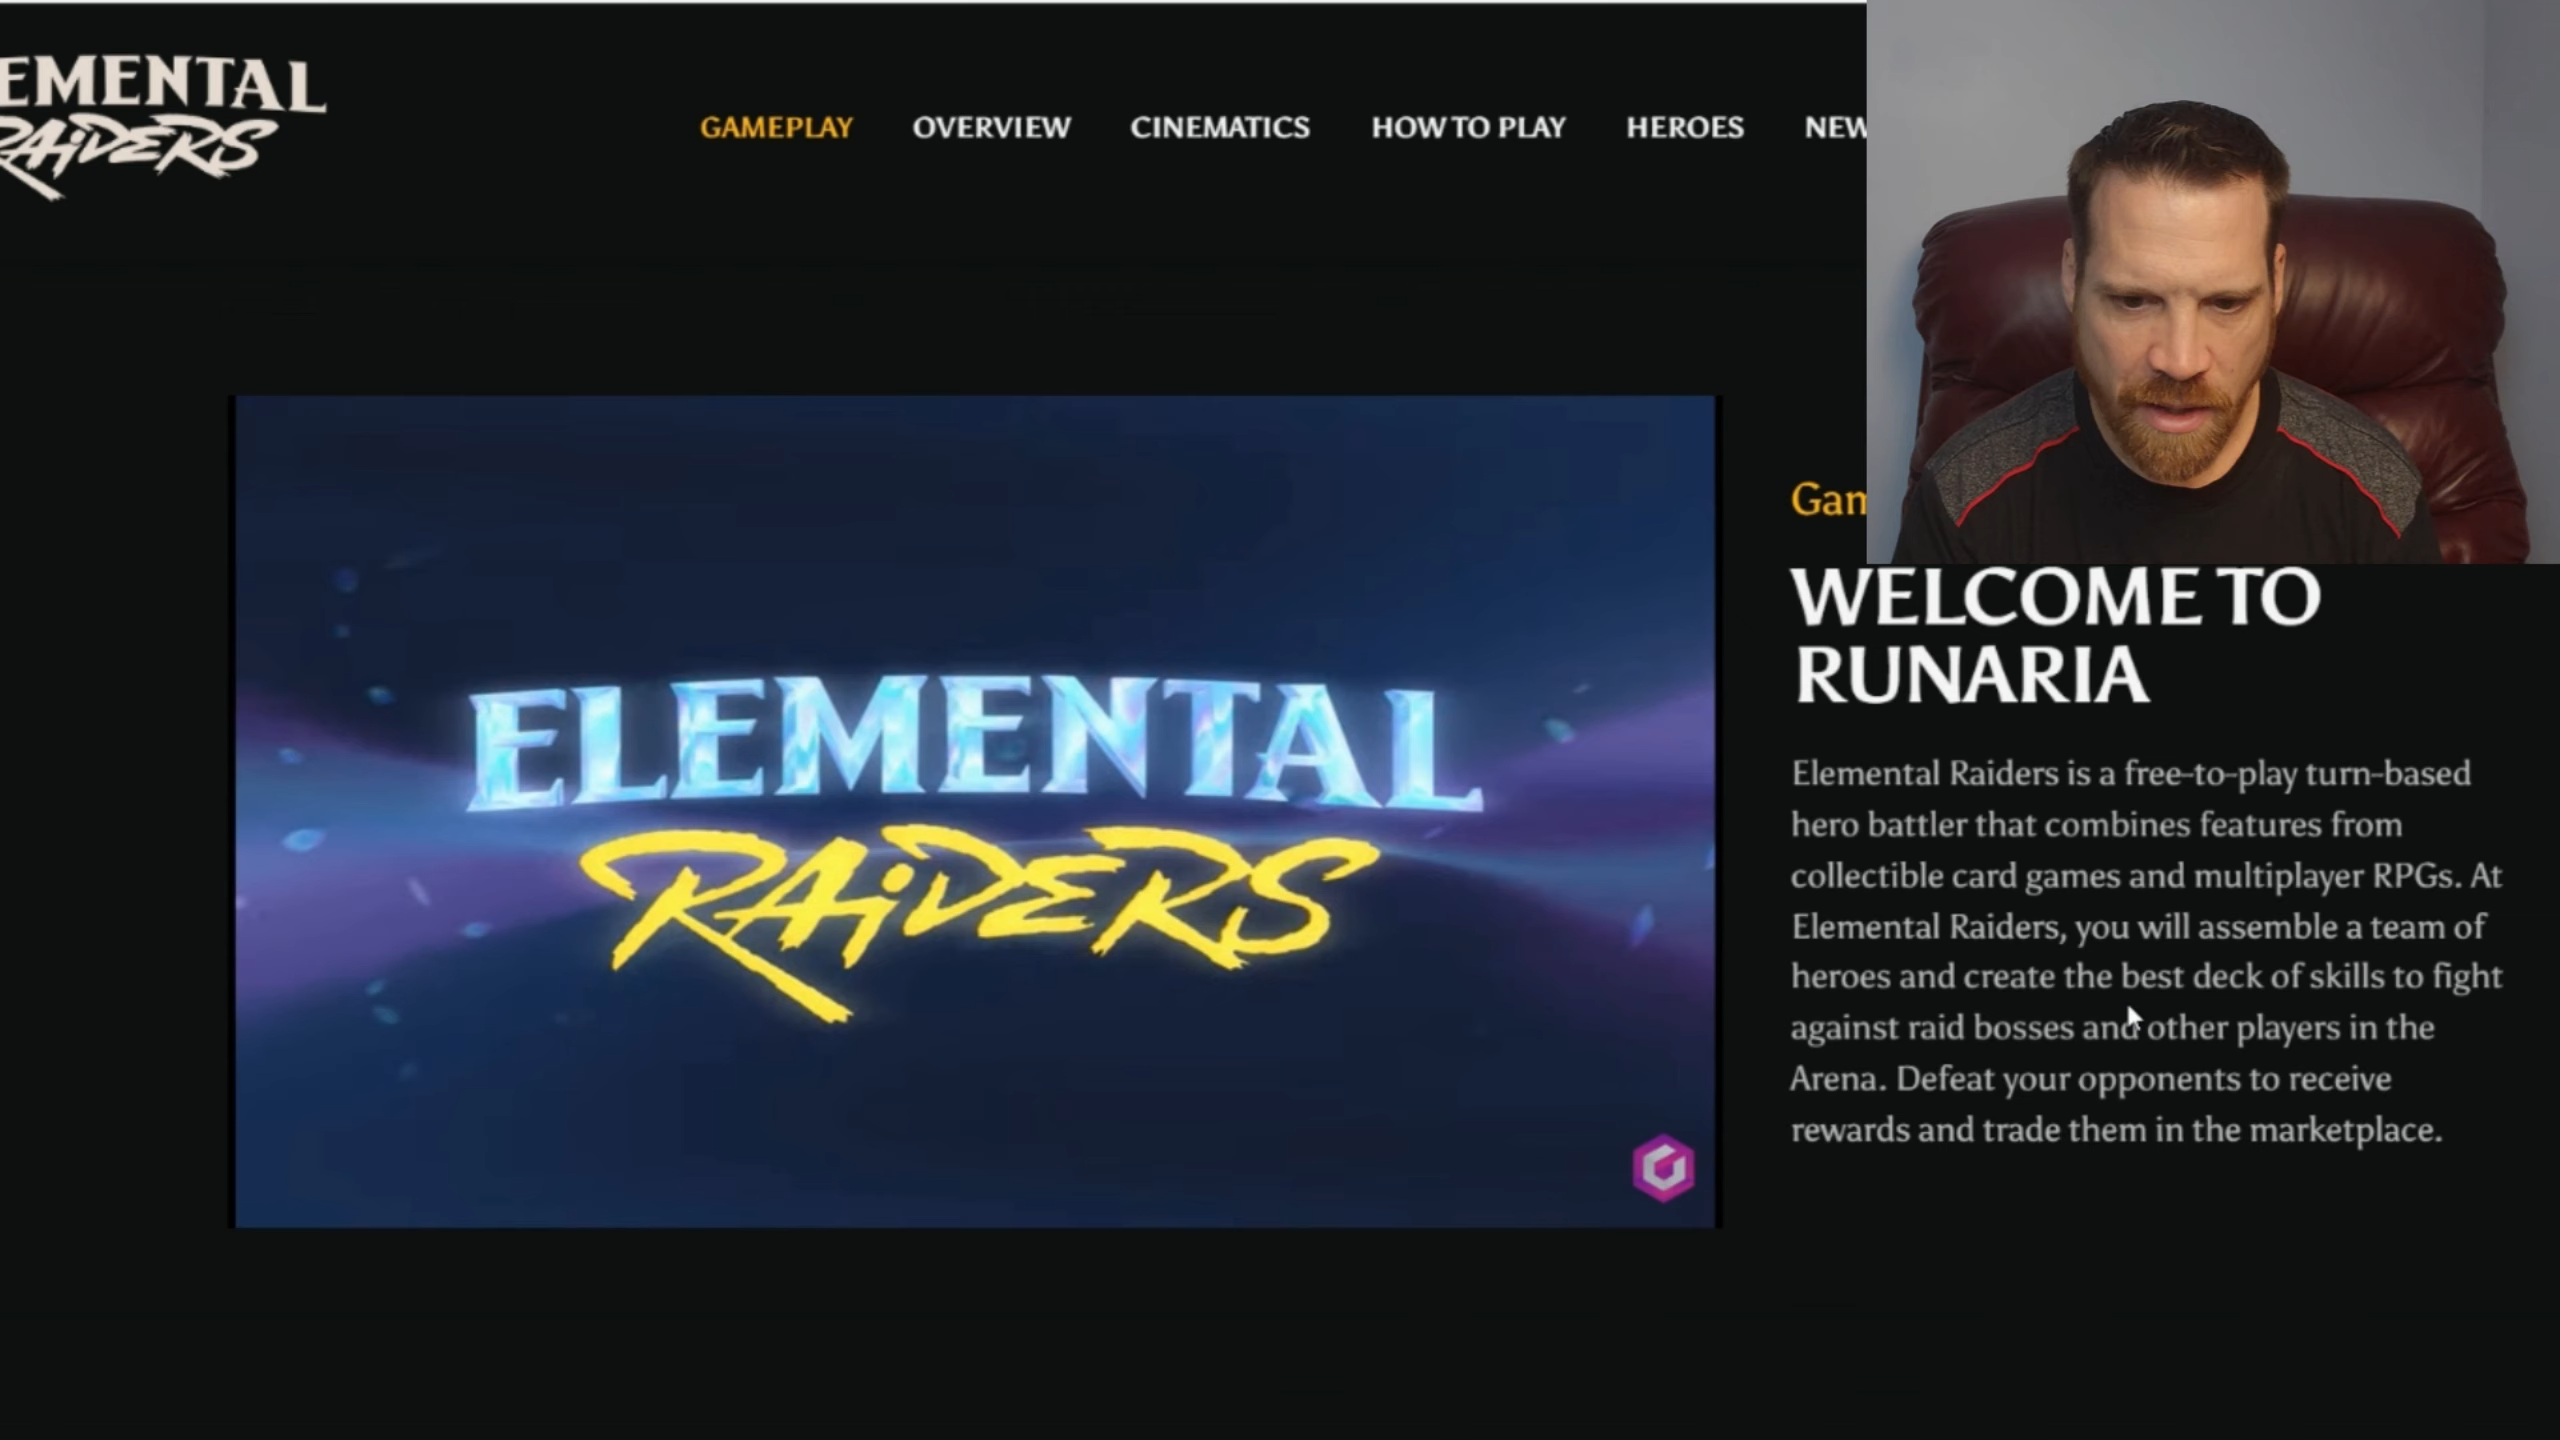 EMENTAL
RAiDERS
GAMEPLAY OVERVIEW CINEMATICS HOW TO PLAY HEROES NEW
ELEMENTAL
RAiDERS
Gam
WELCOME TO
RUNARIA
Elemental Raiders is a free-to-play turn-based
hero battler that combines features from
collectible card games and multiplayer RPGs. At
Elemental Raiders, you will assemble a team of
heroes and create the best deck of skills to fight
against raid bosses and other players in the
Arena. Defeat your opponents to receive
rewards and trade them in the marketplace.